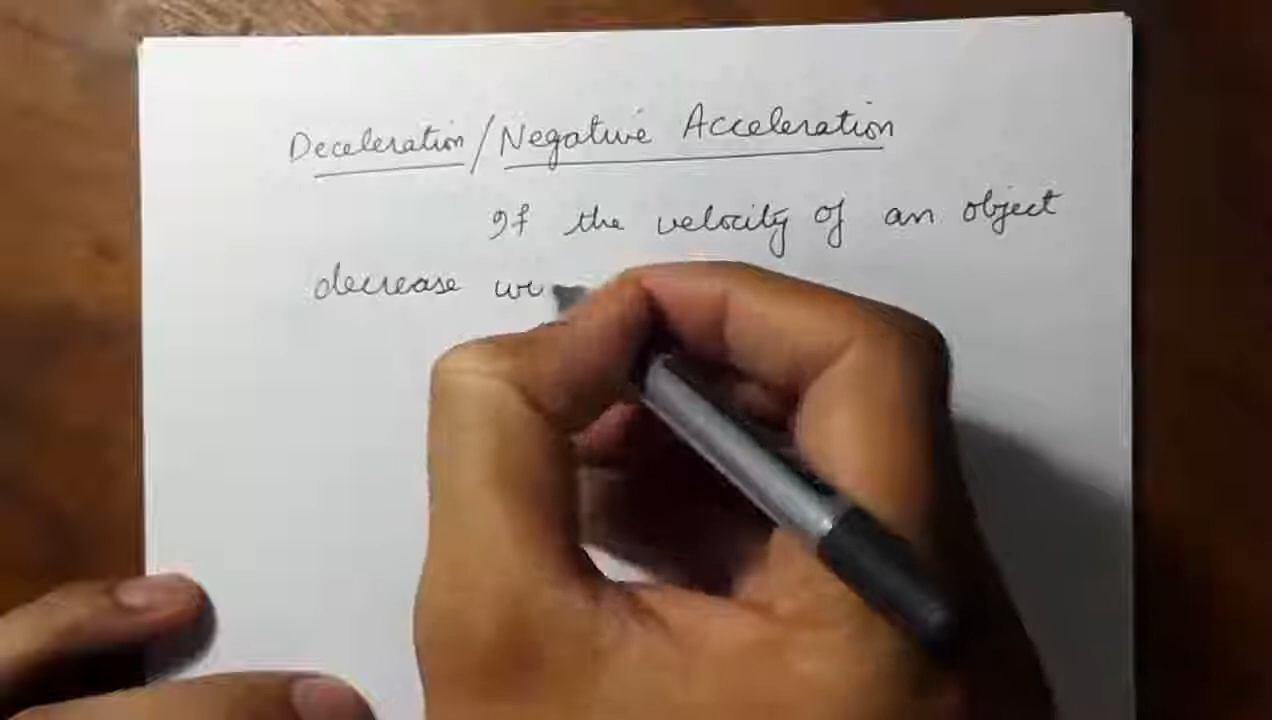 Deceleration/Negative Acceleration
If the velocity of an object
decrease